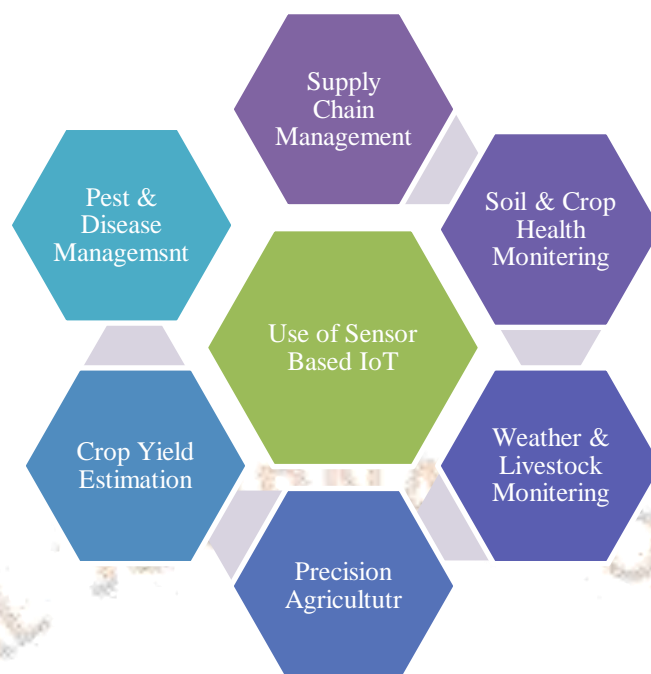 Supply
Chain
Management
Pest &
Disease
Managemsnt
Soil & Crop
Health
Monitering
Use of Sensor
Based IoT
Crop Yield
Estimation
Weather &
Livestock
Monitering
Precision
Agricultutr